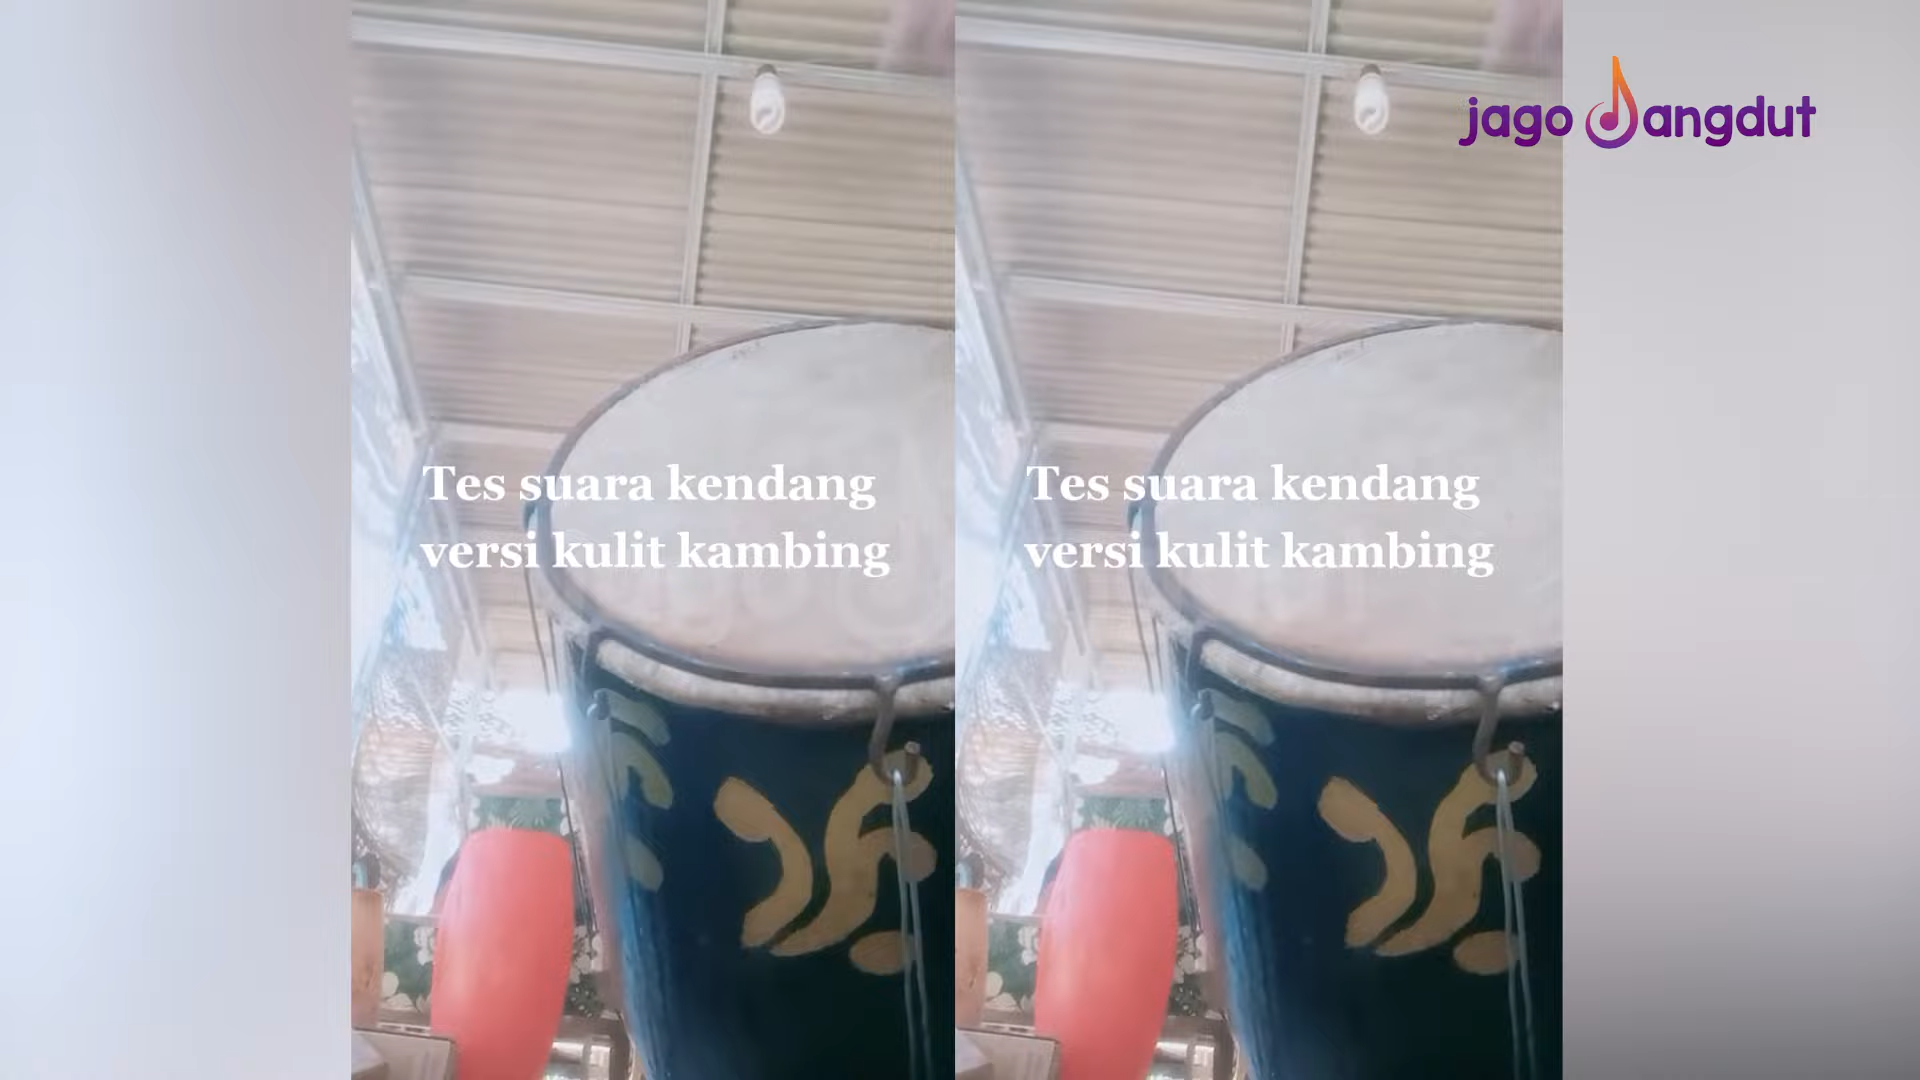 jago dangdut
Tes suara kendang
versi kulit kambing
Tes suara kendang
versi kulit kambing